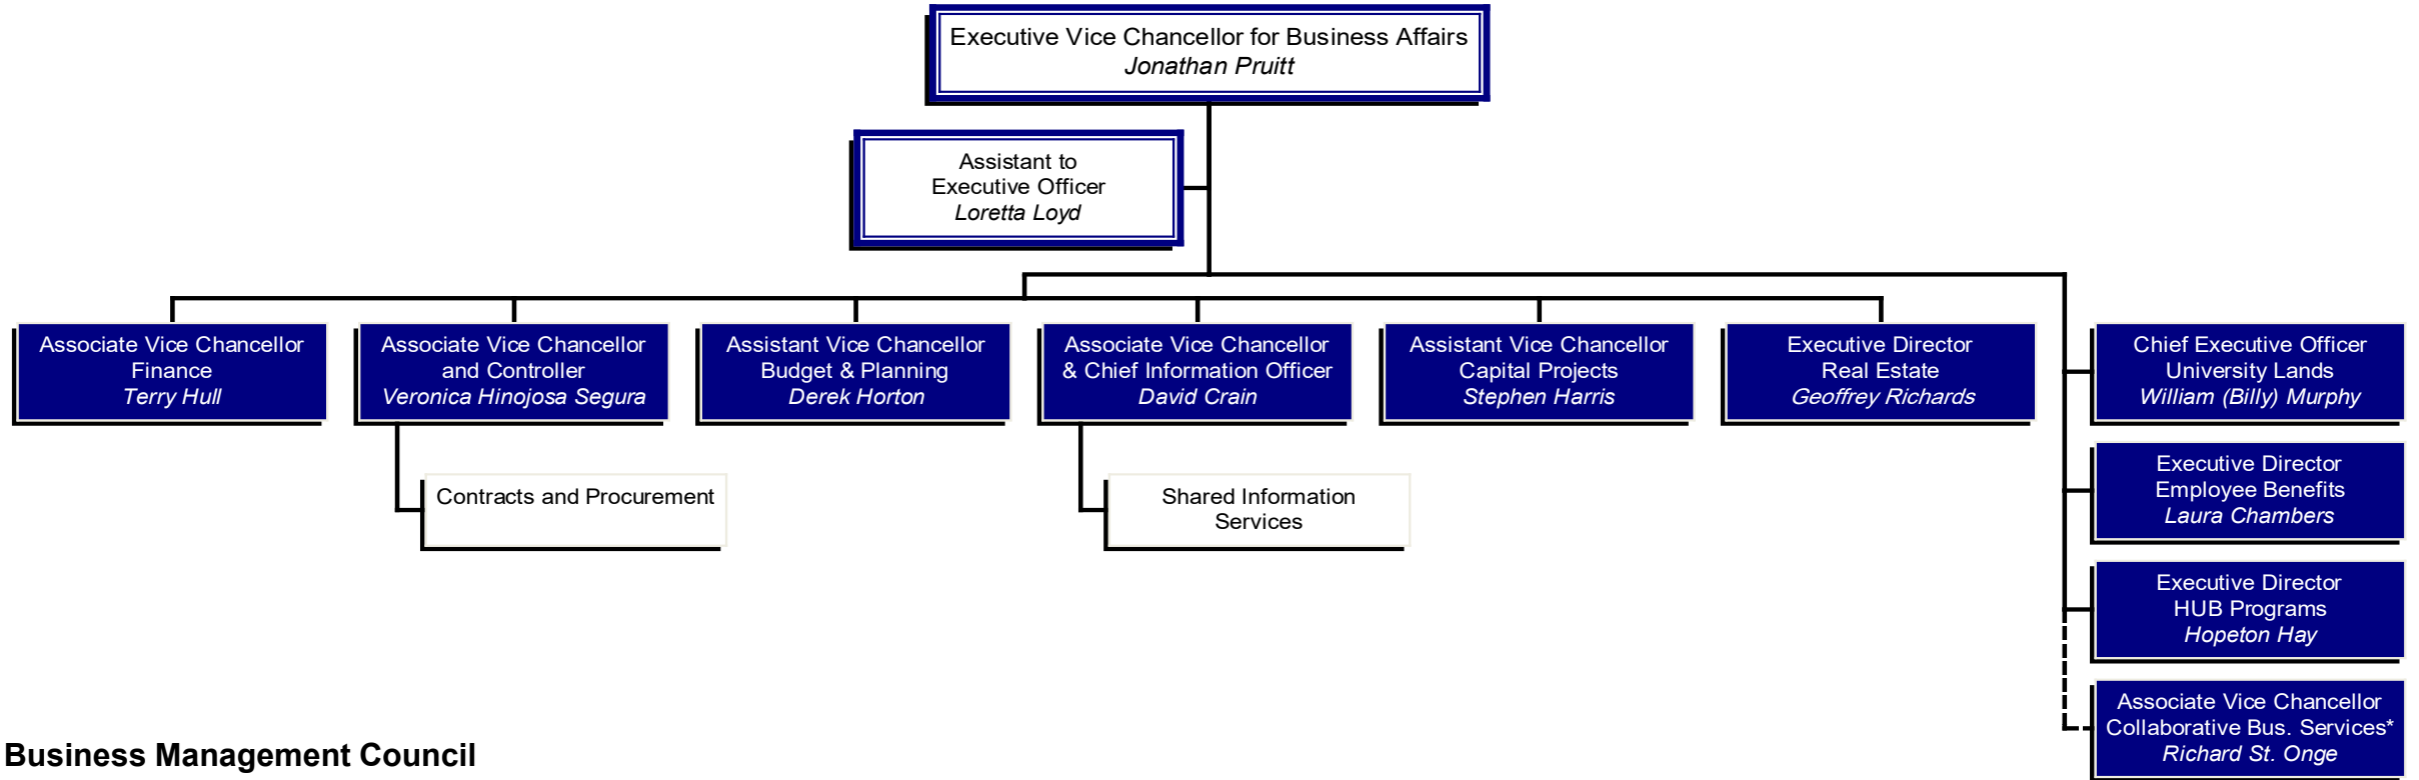 Executive Vice Chancellor for Business Affairs
Jonathan Pruitt
Assistant to
Executive Officer
Loretta Loyd
Associate Vice Chancellor
Finance
Terry Hull
Associate Vice Chancellor
and Controller
Veronica Hinojosa Segura
Assistant Vice Chancellor
Budget & Planning
Derek Horton
Associate Vice Chancellor
& Chief Information Officer
David Crain
Assistant Vice Chancellor
Capital Projects
Stephen Harris
Executive Director
Real Estate
Geoffrey Richards
Chief Executive Officer
University Lands
William (Billy) Murphy
Contracts and Procurement
Shared Information
Services
Executive Director
Employee Benefits
Laura Chambers
Executive Director
HUB Programs
Hopeton Hay
Associate Vice Chancellor
Collaborative Bus. Services*
Richard St. Onge
Business Management Council